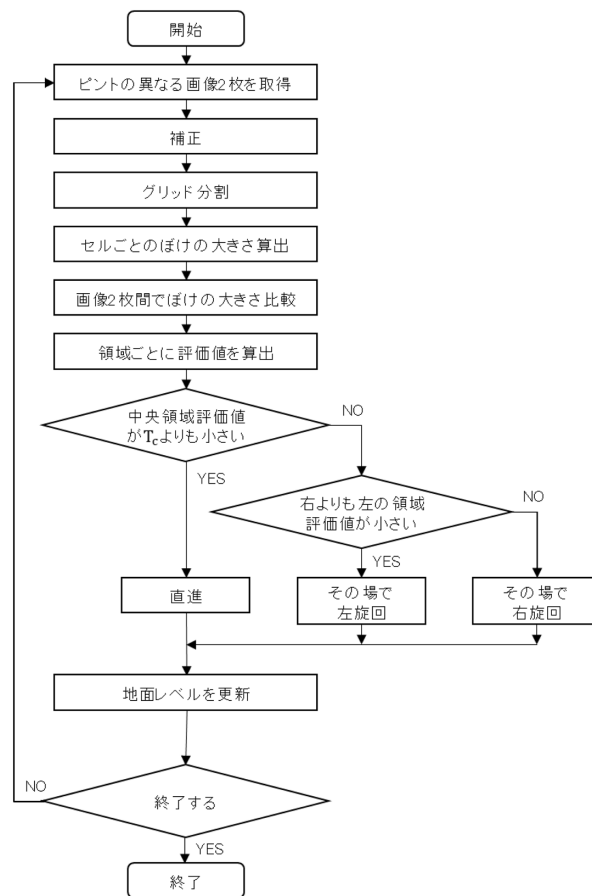 開始
ピントの異なる画像2枚を取得
補正
グリッド分割
セルごとのぼけの大きさ算出
画像2枚間でぼけの大きさ比較
領域ごとに評価値を算出
中央領域評価値
がTcよりも小さい
NO
YES
右よりも左の領域
評価値が小さい
NO
YES
直進
その場で
左旋回
その場で
右旋回
地面レベルを更新
終了する
NO
YES
終了